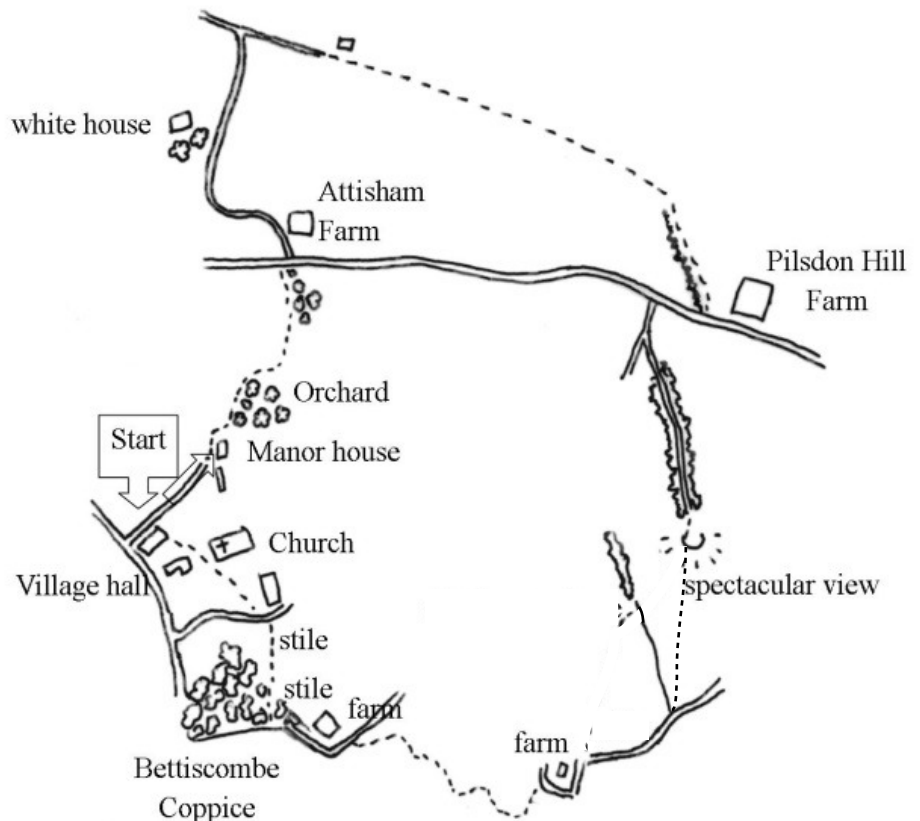 white house
Attisham
Farm
Pilsdon Hill
Farm
Orchard
Start
Manor house
Church
Village hall
spectacular view
stile
stile
farm
farm
Bettiscombe
Coppice